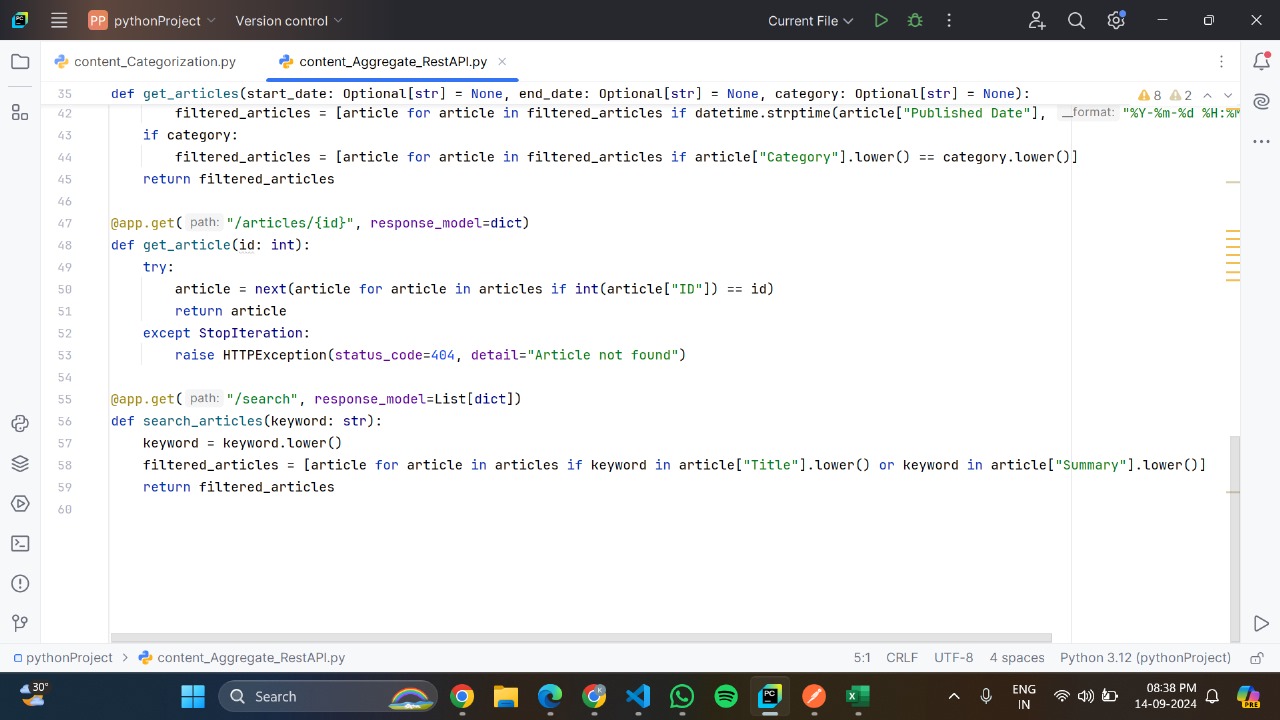 PP pythonProject Version control Current File
content_Categorization.py content_Aggregate_RestAPI.py
35 def get_articles(start_date: Optional[str] = None, end_date: Optional[str] = None, category: Optional[str] = None): 8 2
42 filtered_articles = [article for article in filtered_articles if datetime.strptime(article["Published Date"], __format: "%Y-%m-%d %H:%M
43 if category:
44 filtered_articles = [article for article in filtered_articles if article["Category"].lower() == category.lower()]
45 return filtered_articles
46
47 @app.get( path: "/articles/{id}", response_model=dict)
48 def get_article(id: int):
49 try:
50 article = next(article for article in articles if int(article["ID"]) == id)
51 return article
52 except StopIteration:
53 raise HTTPException(status_code=404, detail="Article not found")
54
55 @app.get( path: "/search", response_model=List[dict])
56 def search_articles(keyword: str):
57 keyword = keyword.lower()
58 filtered_articles = [article for article in articles if keyword in article["Title"].lower() or keyword in article["Summary"].lower()]
59 return filtered_articles
60
pythonProject > content_Aggregate_RestAPI.py 5:1 CRLF UTF-8 4 spaces Python 3.12 (pythonProject)
30° Search ENG IN 08:38 PM 14-09-2024 PRE